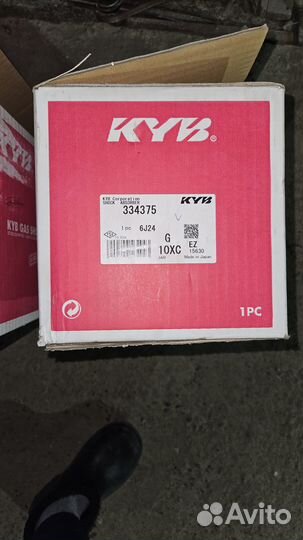 KYB®
KYB Corporation
SHOCK ABSORBER
KYB
334375
1pc 6J24
G
EZ
10XC
15630
Made in Japan
1PC
KYB GAS SHO
Avito